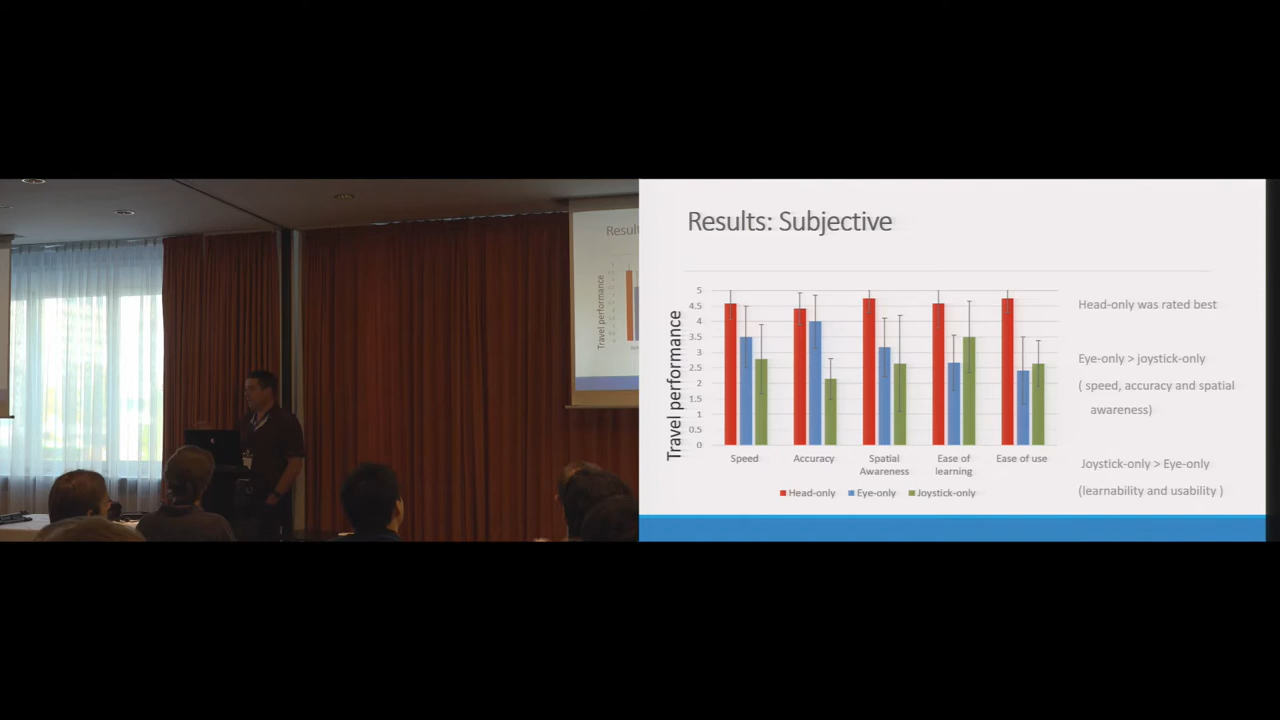 Results: Subjective
Resul
Travel performance
Travel performance
5
4.5
4
3.5
3
2.5
2
1.5
1
0.5
0
Speed
Accuracy
Spatial
Awareness
Ease of
learning
Ease of use
Head-only
Eye-only
Joystick-only
Head-only was rated best
Eye-only > joystick-only
( speed, accuracy and spatial
awareness)
Joystick-only > Eye-only
(learnability and usability )